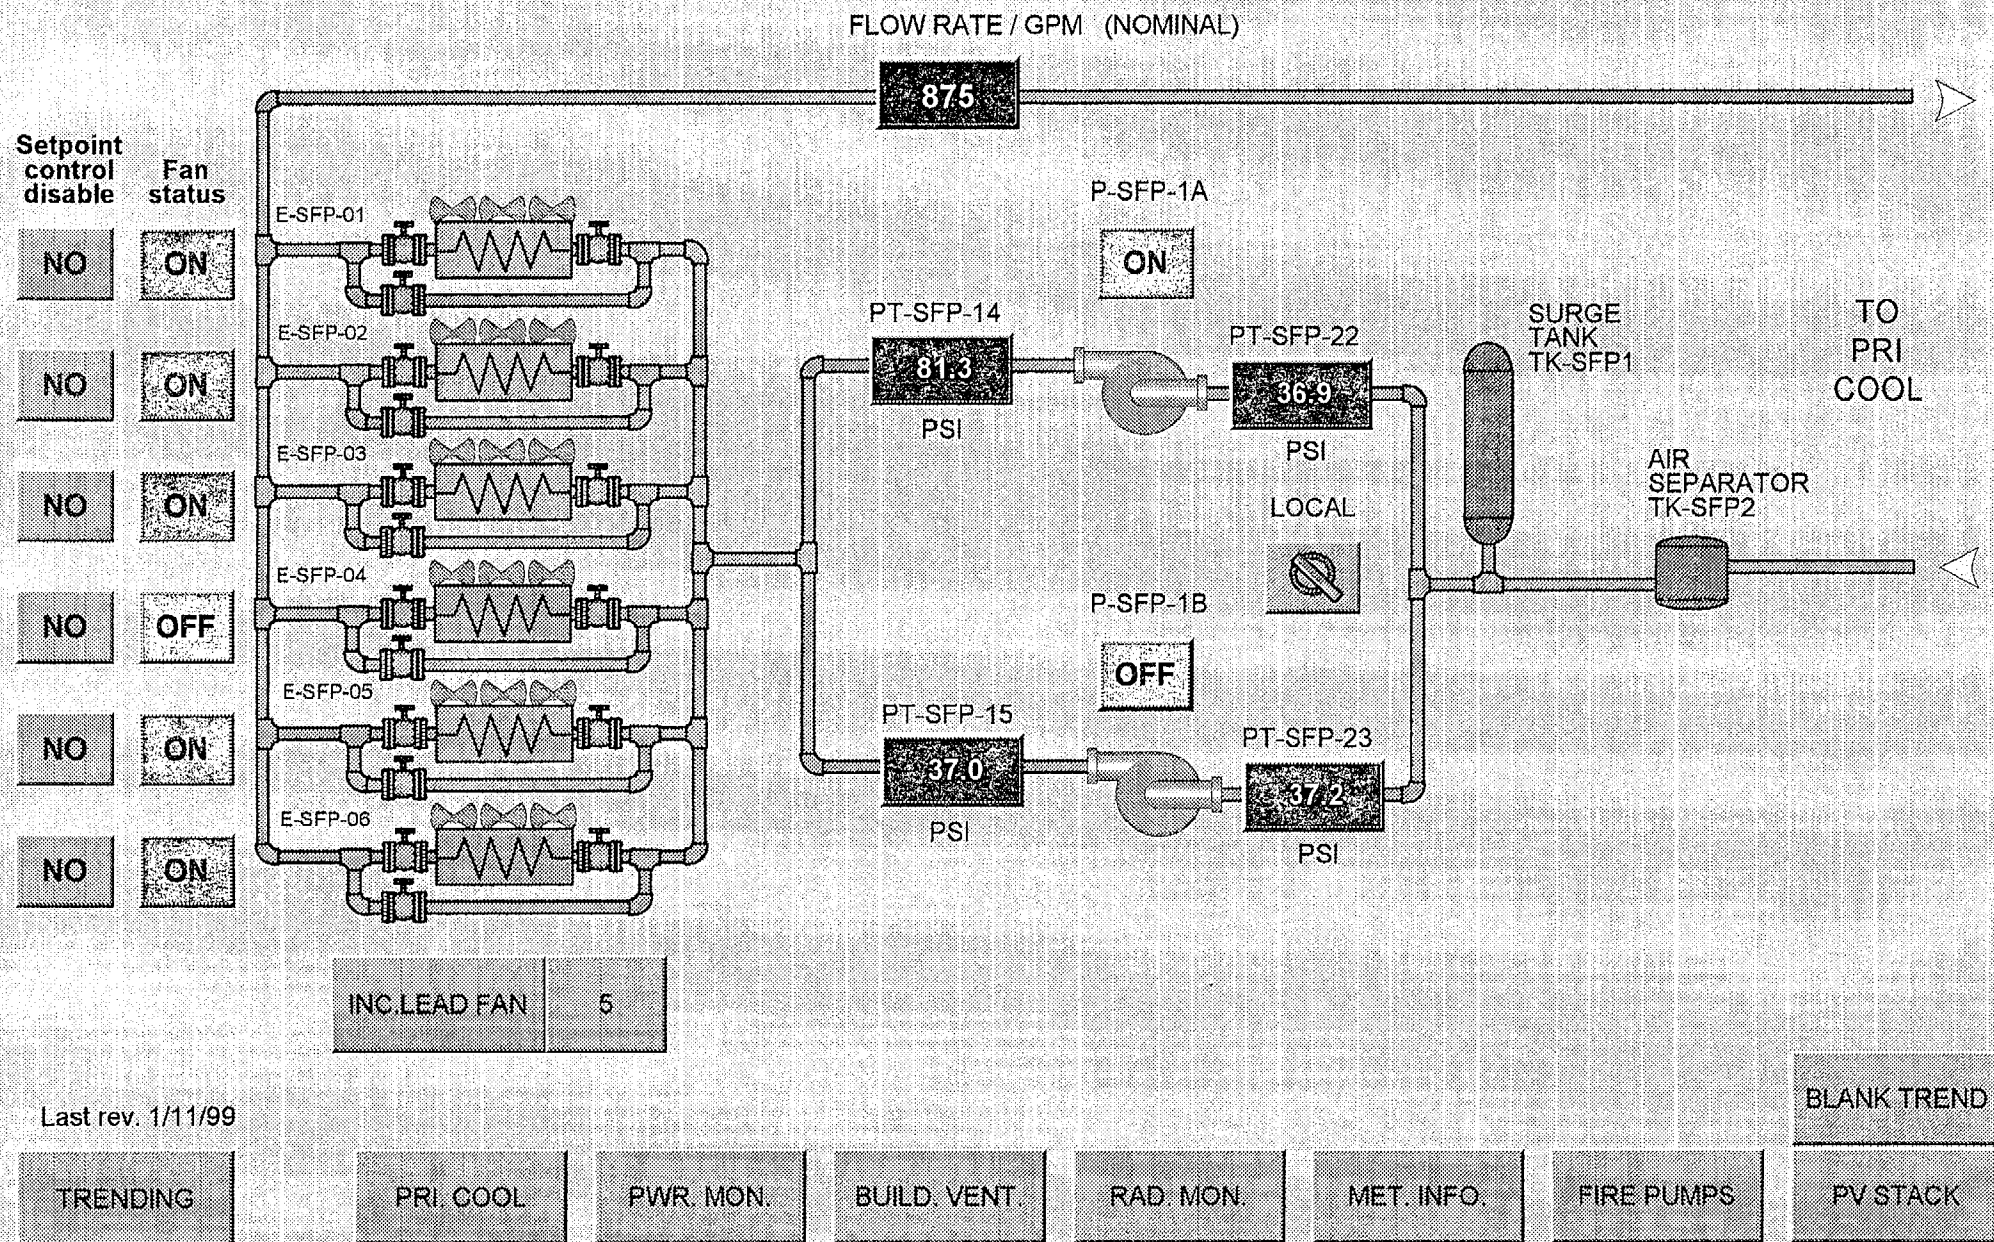 FLOW RATE / GPM (NOMINAL)
875
Setpoint
control
disable
Fan
status
P-SFP-1A
E-SFP-01
NO
ON
ON
PT-SFP-14
81.3
PSI
PT-SFP-22
36.9
PSI
SURGE
TANK
TK-SFP1
TO
PRI
COOL
E-SFP-02
NO
ON
E-SFP-03
NO
ON
LOCAL
AIR
SEPARATOR
TK-SFP2
E-SFP-04
NO
OFF
P-SFP-1B
OFF
E-SFP-05
NO
ON
PT-SFP-15
37.0
PSI
PT-SFP-23
37.2
PSI
E-SFP-06
NO
ON
INC.LEAD FAN
5
BLANK TREND
Last rev. 1/11/99
TRENDING
PRI. COOL
PWR. MON.
BUILD. VENT.
RAD. MON.
MET. INFO.
FIRE PUMPS
PV STACK